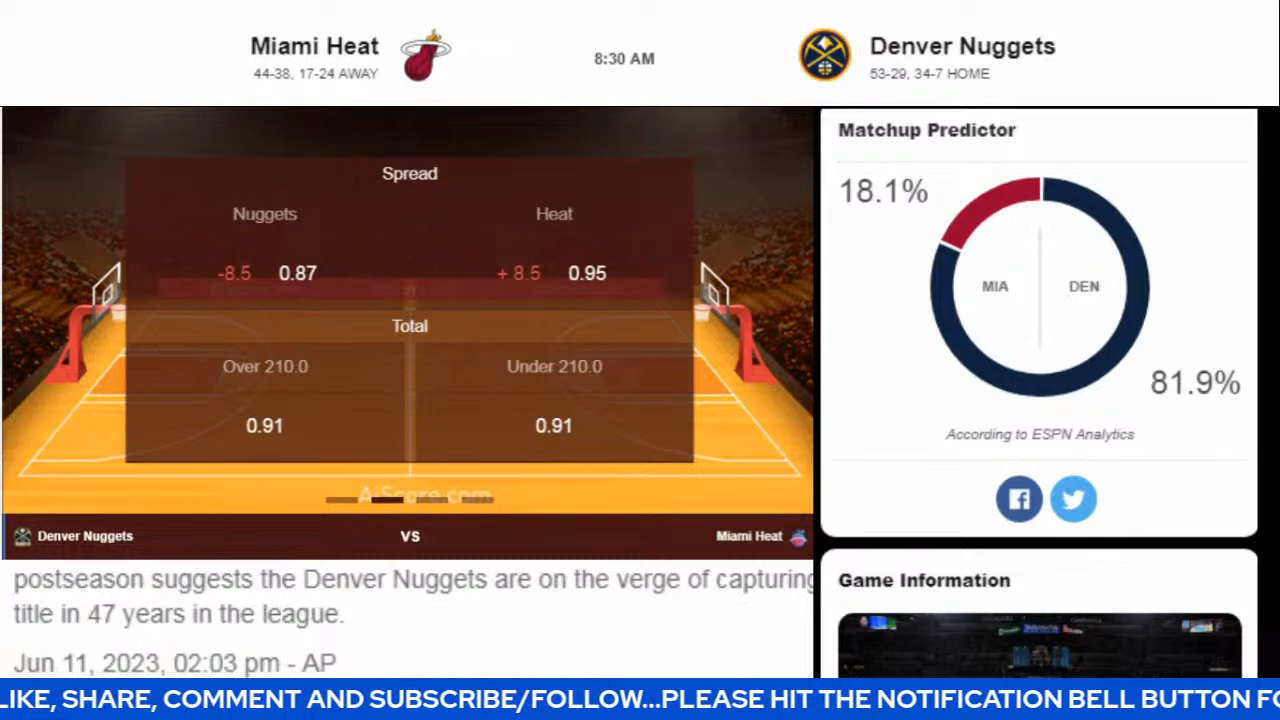 Miami Heat
44-38, 17-24 AWAY
8:30 AM
Denver Nuggets
53-29, 34-7 HOME
Spread
Nuggets
Heat
-8.5 0.87
+ 8.5 0.95
Total
Over 210.0
Under 210.0
0.91
0.91
AiScore.com
Denver Nuggets
VS
Miami Heat
postseason suggests the Denver Nuggets are on the verge of capturing
title in 47 years in the league.
Jun 11, 2023, 02:03 pm - AP
Matchup Predictor
18.1%
MIA
DEN
81.9%
According to ESPN Analytics
Game Information
LIKE, SHARE, COMMENT AND SUBSCRIBE/FOLLOW...PLEASE HIT THE NOTIFICATION BELL BUTTON FO